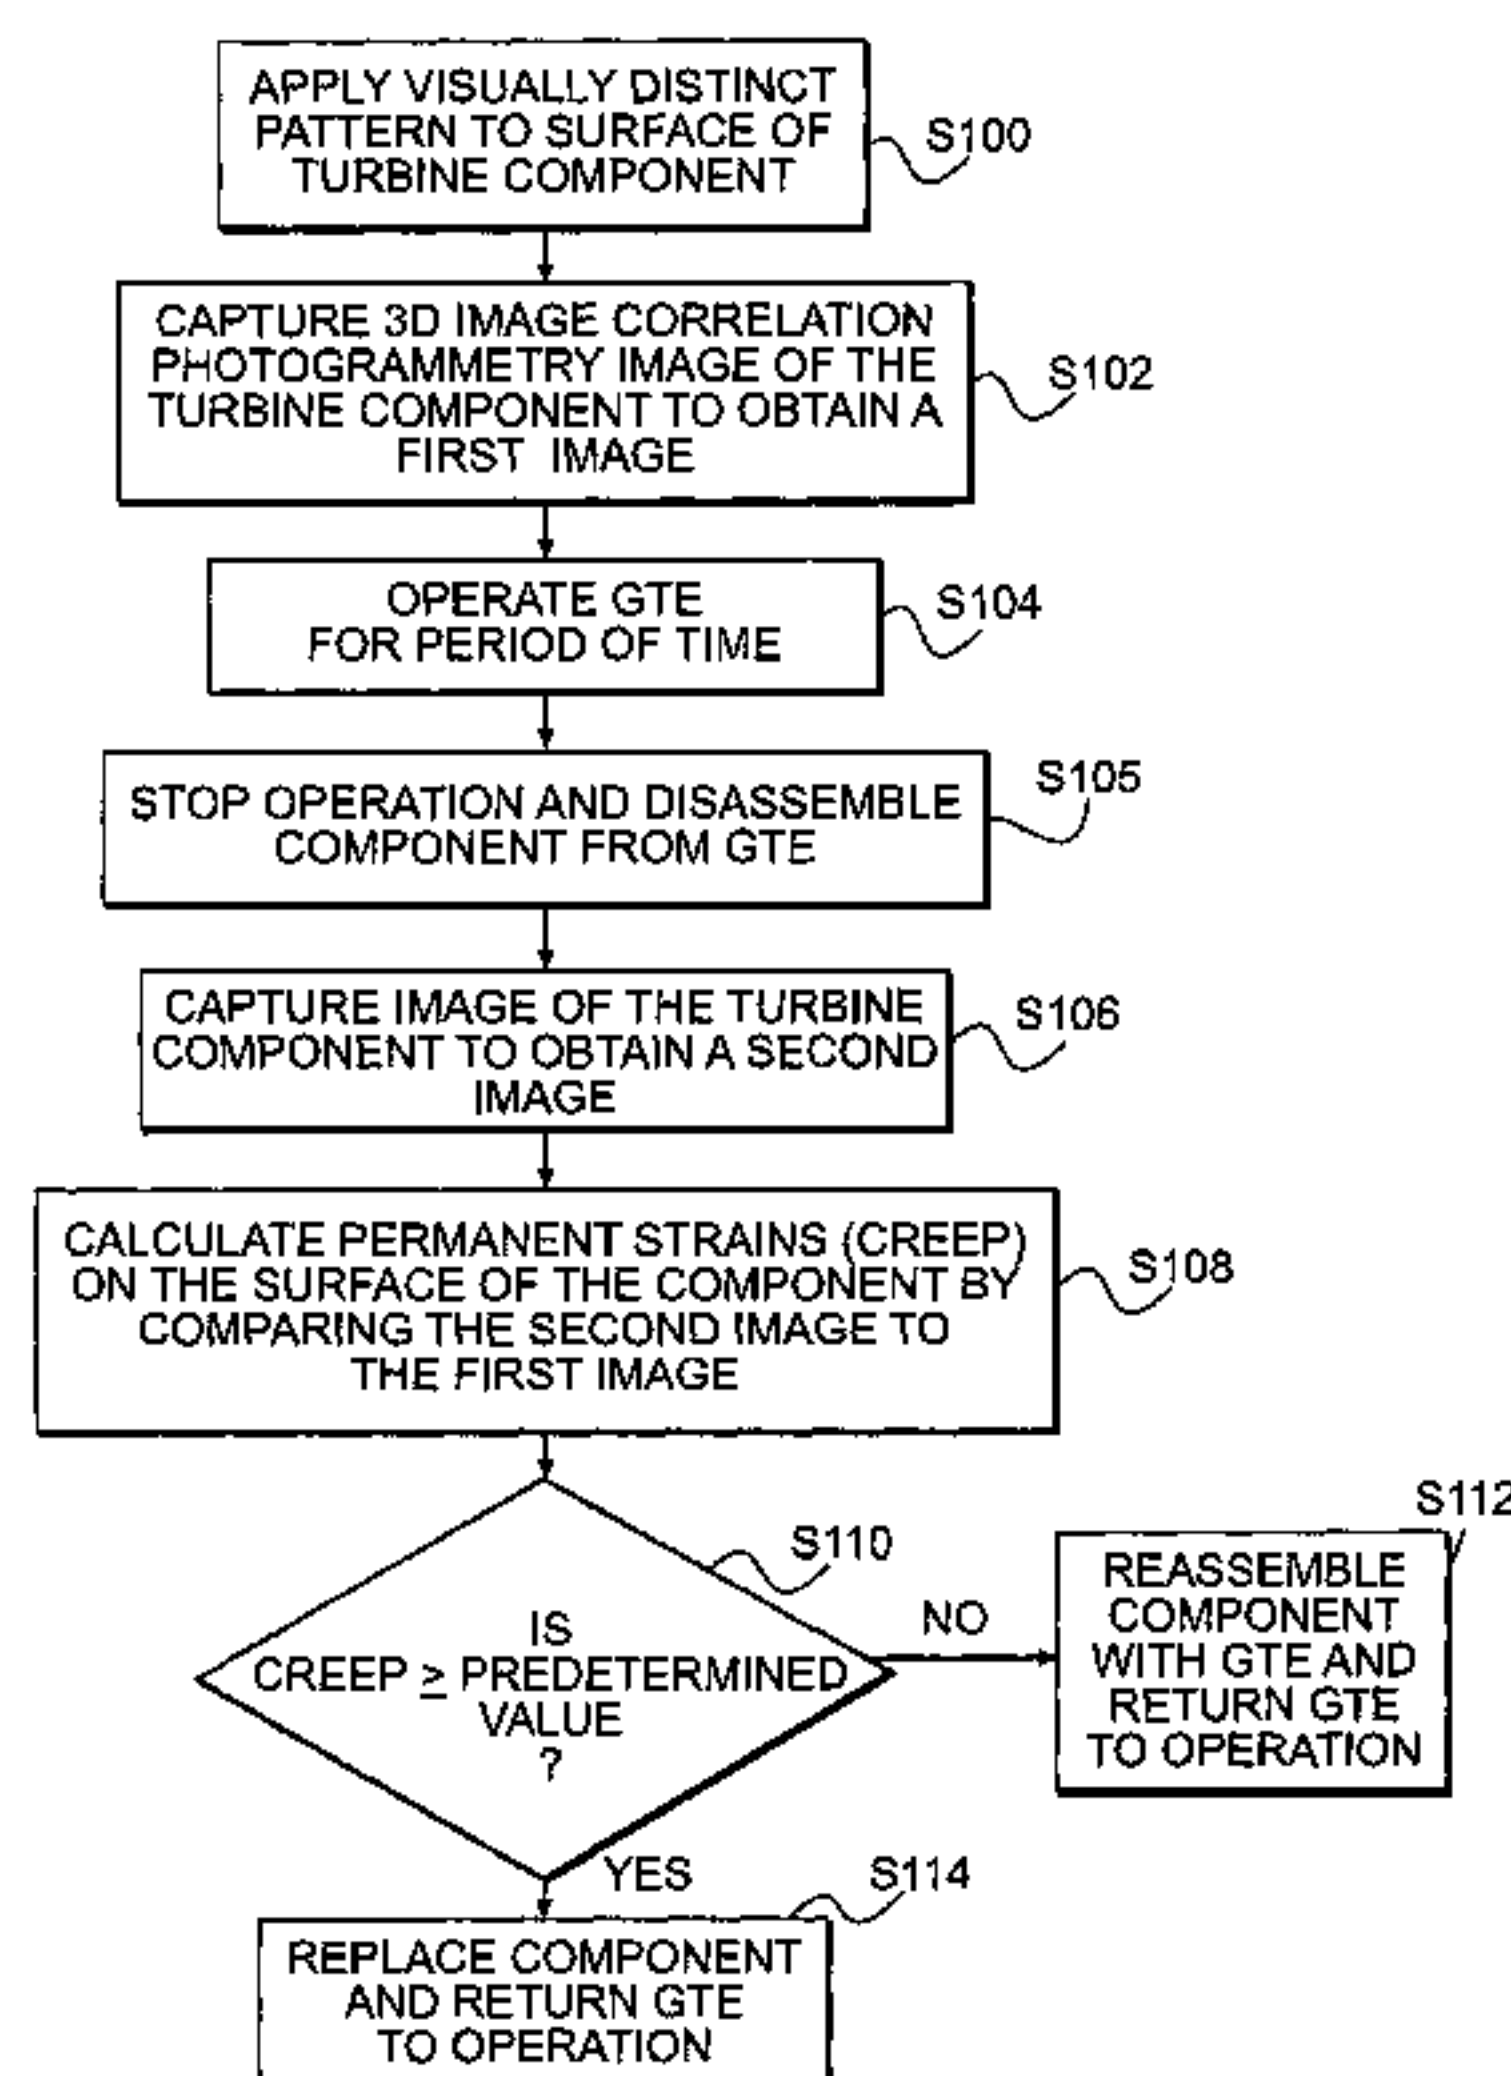 APPLY VISUALLY DISTINCT
PATTERN TO SURFACE OF
TURBINE COMPONENT
S100
CAPTURE 3D IMAGE CORRELATION
PHOTOGRAMMETRY IMAGE OF THE
TURBINE COMPONENT TO OBTAIN A
FIRST IMAGE
S102
OPERATE GTE
FOR PERIOD OF TIME
S104
STOP OPERATION AND DISASSEMBLE
COMPONENT FROM GTE
S105
CAPTURE IMAGE OF THE TURBINE
COMPONENT TO OBTAIN A SECOND
IMAGE
S106
CALCULATE PERMANENT STRAINS (CREEP)
ON THE SURFACE OF THE COMPONENT BY
COMPARING THE SECOND IMAGE TO
THE FIRST IMAGE
S108
IS
CREEP ≥ PREDETERMINED
VALUE
?
S110
NO
S112
REASSEMBLE
COMPONENT
WITH GTE AND
RETURN GTE
TO OPERATION
YES
S114
REPLACE COMPONENT
AND RETURN GTE
TO OPERATION